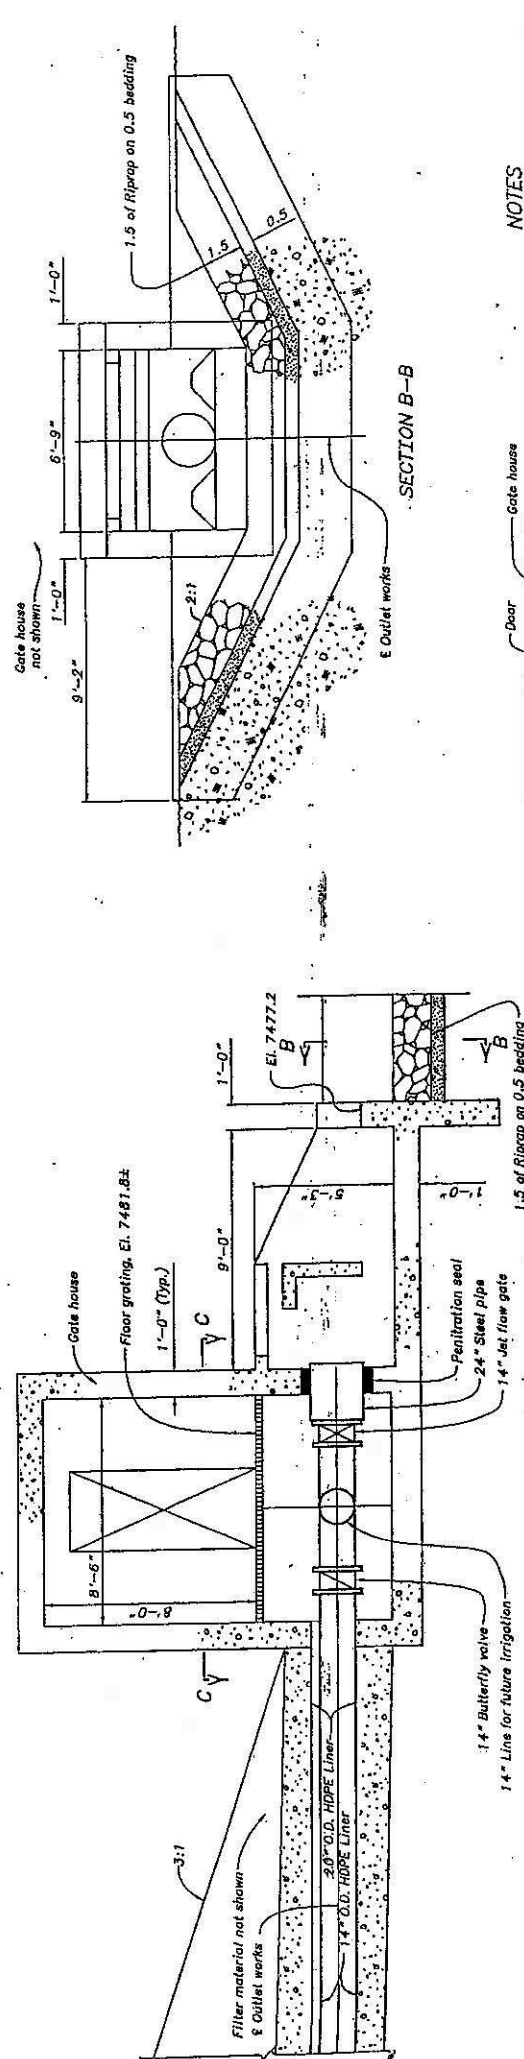 Gate house
not shown
9'-2"
1'-0"
6'-9"
1'-0"
1.5 of Riprap on 0.5 bedding
2:1
1.5
0.5
℄ Outlet works
SECTION B-B
NOTES
Door
Gate house
Gate house
Floor grating, El. 7481.8±
1'-0" (Typ.)
C
C
8'-6"
8'-0"
9'-0"
1'-0"
El. 7477.2
B
B
5'-3"
1'-0"
1.5 of Riprap on 0.5 bedding
Penitration seal
24" Steel pipe
14" Jet flow gate
14" Butterfly valve
14" Line for future irrigation
3:1
Filter material not shown
℄ Outlet works
20" O.D. HDPE Liner
14" O.D. HDPE Liner